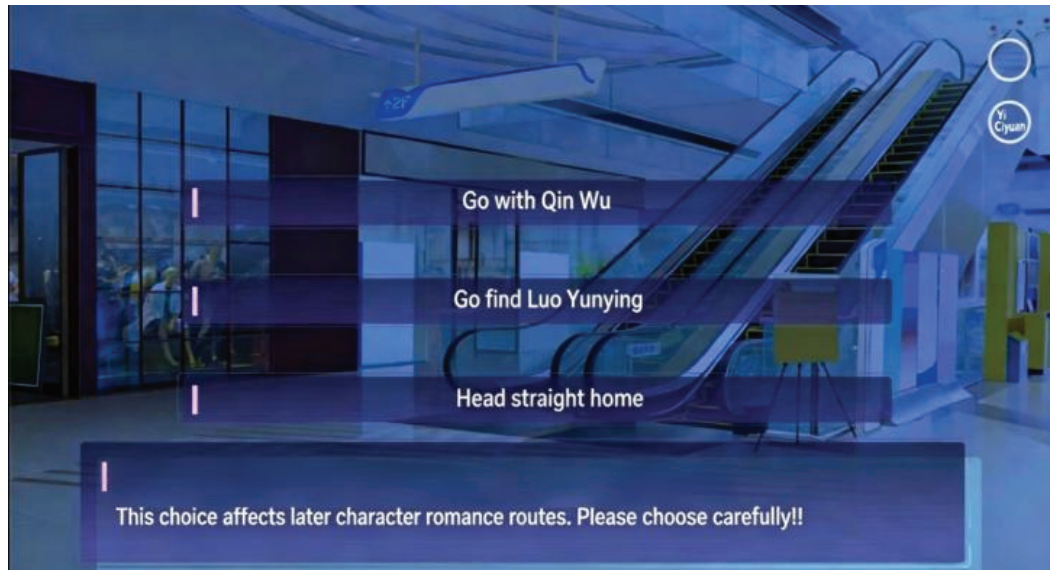 Yi
Ciyuan
Go with Qin Wu
Go find Luo Yunying
Head straight home
This choice affects later character romance routes. Please choose carefully!!